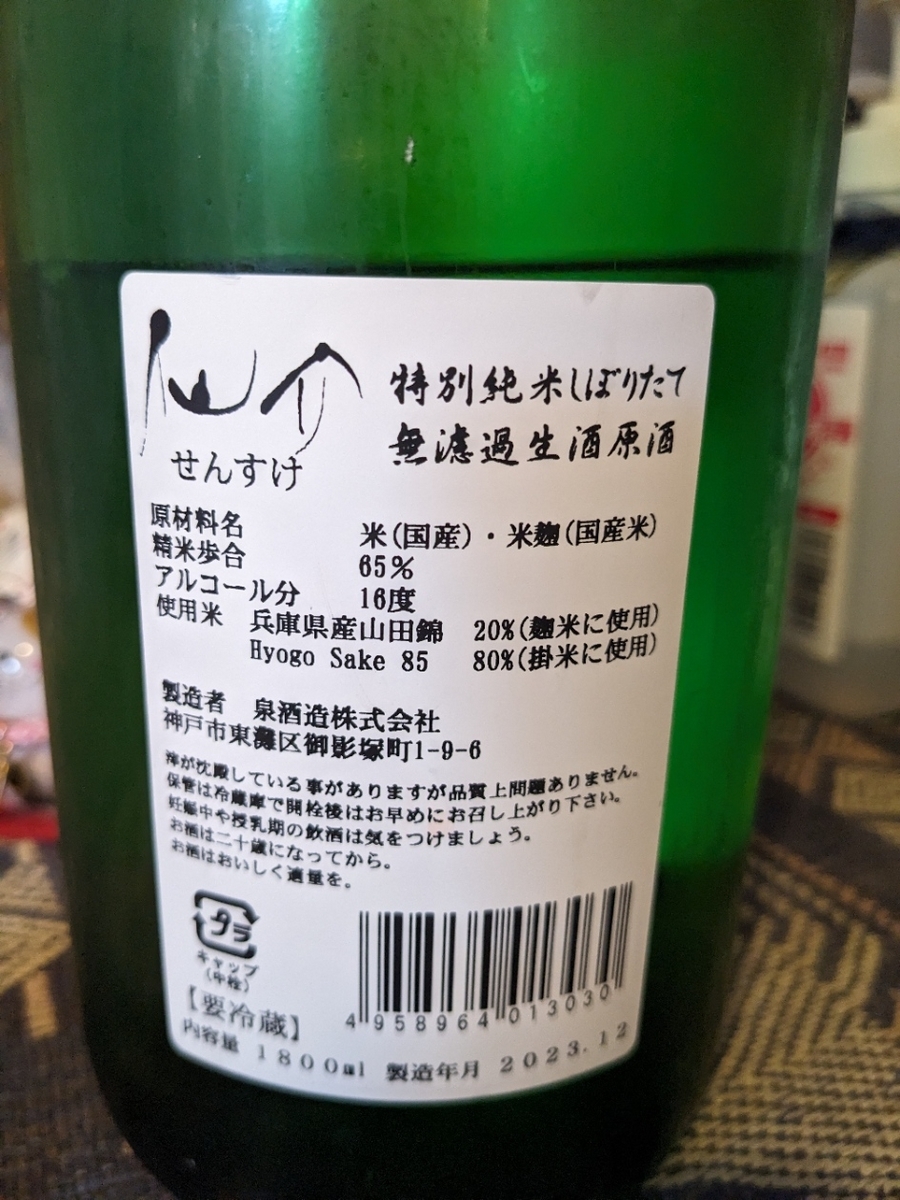 仙介
せんすけ
特別純米しぼりたて
無濾過生酒原酒
原材料名 米(国産)・米麹(国産米)
精米歩合 65%
アルコール分 16度
使用米 兵庫県産山田錦 20%(麹米に使用)
Hyogo Sake 85 80%(掛米に使用)
製造者 泉酒造株式会社
神戸市東灘区御影塚町1-9-6
滓が沈殿している事がありますが品質上問題ありません。
保管は冷蔵庫で開栓後はお早めにお召し上がり下さい。
妊娠中や授乳期の飲酒は気をつけましょう。
お酒は二十歳になってから。
お酒はおいしく適量を。
プラ
キャップ
(中栓)
【要冷蔵】
4958964013030
内容量 1800ml 製造年月 2023.12